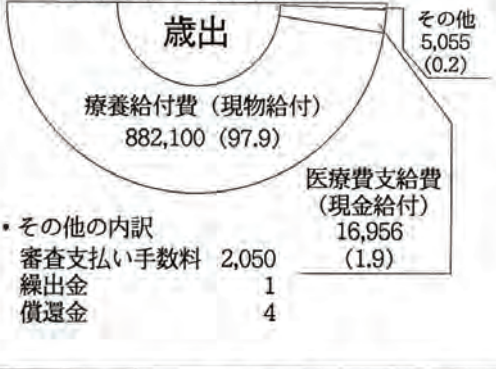 歳出
その他
5,055
(0.2)
療養給付費(現物給付)
882,100 (97.9)
医療費支給費
(現金給付)
16,956
(1.9)
・その他の内訳
審査支払い手数料 2,050
繰出金 1
償還金 4